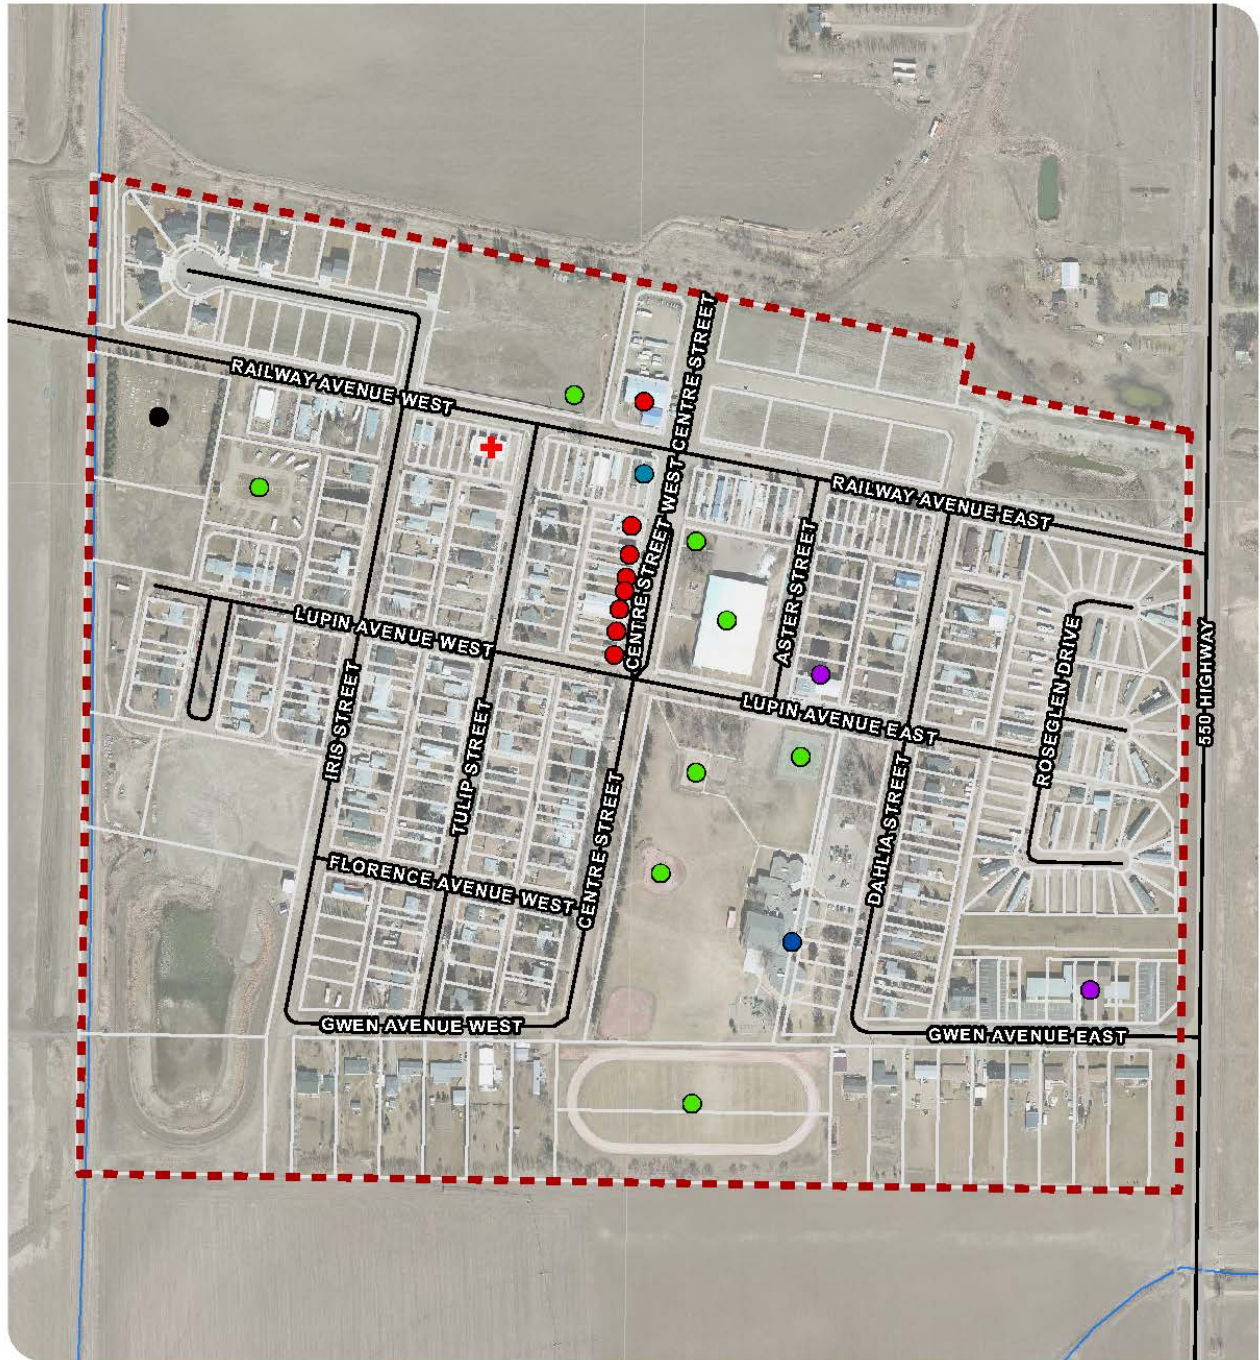 RAILWAY AVENUE WEST
CENTRE STREET
CENTRE STREET WEST
RAILWAY AVENUE EAST
ASTER STREET
LUPIN AVENUE WEST
550 HIGHWAY
ROSEGLEN DRIVE
IRIS STREET
TULIP STREET
LUPIN AVENUE EAST
CENTRE STREET
DAHLIA STREET
FLORENCE AVENUE WEST
GWEN AVENUE WEST
GWEN AVENUE EAST